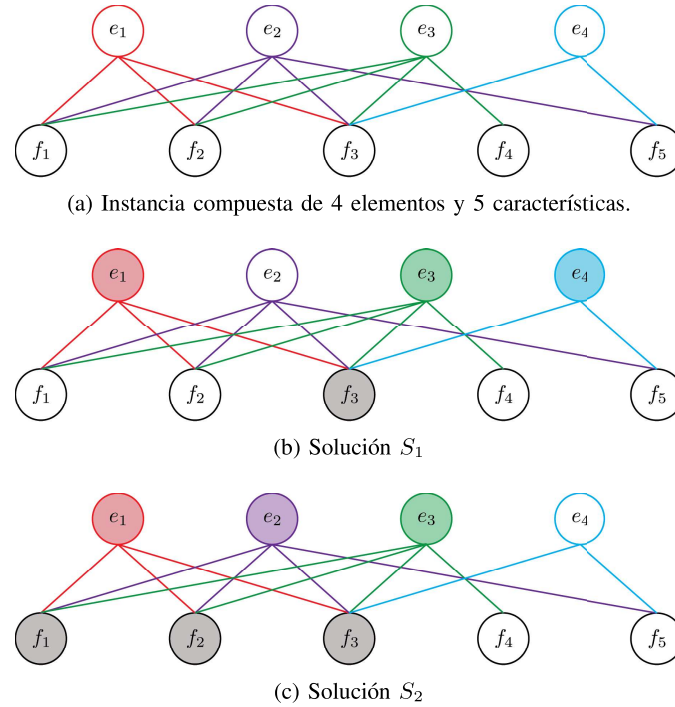 e₁ e₂ e₃ e₄
f₁ f₂ f₃ f₄ f₅
(a) Instancia compuesta de 4 elementos y 5 características.
e₁ e₂ e₃ e₄
f₁ f₂ f₃ f₄ f₅
(b) Solución S₁
e₁ e₂ e₃ e₄
f₁ f₂ f₃ f₄ f₅
(c) Solución S₂